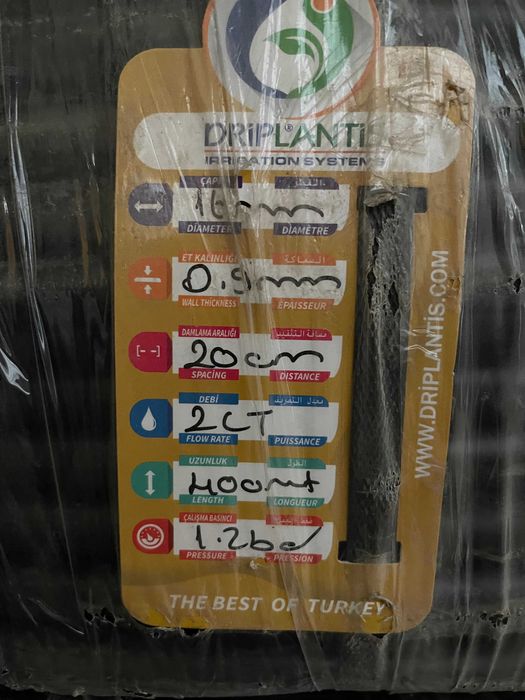 DRiPLANTiS®
IRRIGATION SYSTEMS
ÇAP القطر
16mm
DIAMETER DIAMÈTRE
ET KALINLIĞI السماكة
0.9mm
WALL THICKNESS ÉPAISSEUR
DAMLAMA ARALIĞI مسافة التنقيط
20cm
SPACING DISTANCE
DEBİ معدل التصريف
2LT
FLOW RATE PUISSANCE
UZUNLUK الطول
400mt
LENGTH LONGUEUR
ÇALIŞMA BASINCI
1.2ba
PRESSURE PRESSION
THE BEST OF TURKEY
WWW.DRiPLANTiS.COM